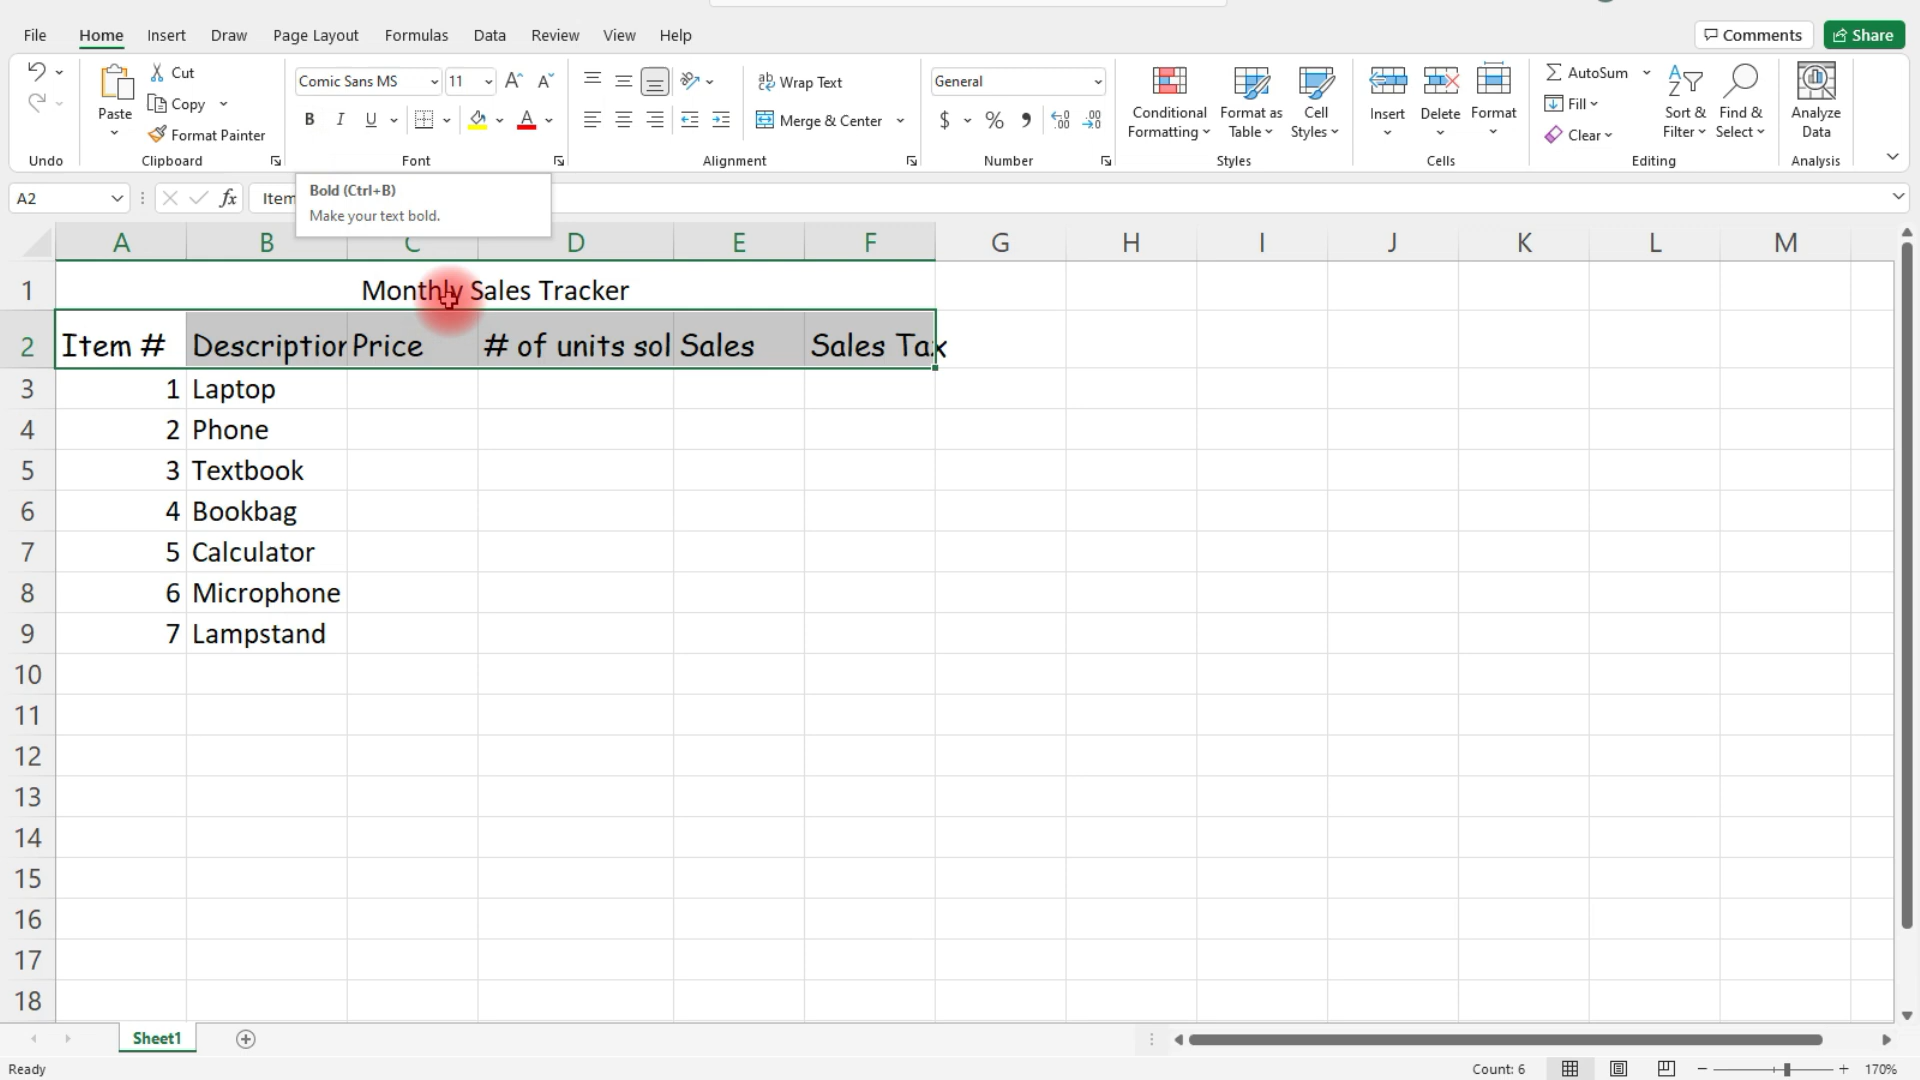 File Home Insert Draw Page Layout Formulas Data Review View Help Comments Share
Cut
Copy
Format Painter
Paste
Undo Clipboard
Comic Sans MS 11
B I U A
Font
ab Wrap Text
Merge & Center
Alignment
General
$ % 9 .00
Number
Conditional Formatting
Format as Table
Cell Styles
Styles
Insert Delete Format
Cells
AutoSum
Fill
Clear
Sort & Filter
Find & Select
Editing
Analyze Data
Analysis
A2 fx Item
Bold (Ctrl+B)
Make your text bold.
A B C D E F G H I J K L M
1 Monthly Sales Tracker
2 Item # Description Price # of units sol Sales Sales Tax
3 1 Laptop
4 2 Phone
5 3 Textbook
6 4 Bookbag
7 5 Calculator
8 6 Microphone
9 7 Lampstand
10
11
12
13
14
15
16
17
18
Sheet1
Ready Count: 6 170%